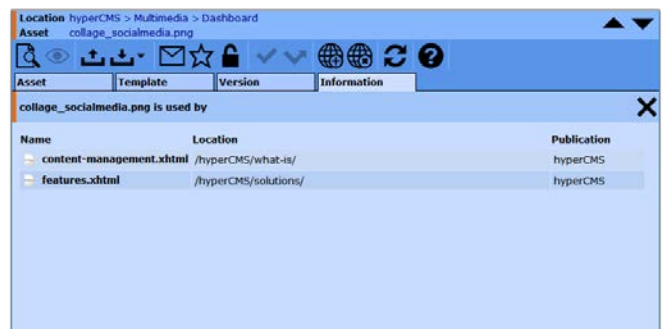 Location hyperCMS > Multimedia > Dashboard
Asset collage_socialmedia.png
Asset Template Version Information
collage_socialmedia.png is used by
Name Location Publication
content-management.xhtml /hyperCMS/what-is/ hyperCMS
features.xhtml /hyperCMS/solutions/ hyperCMS